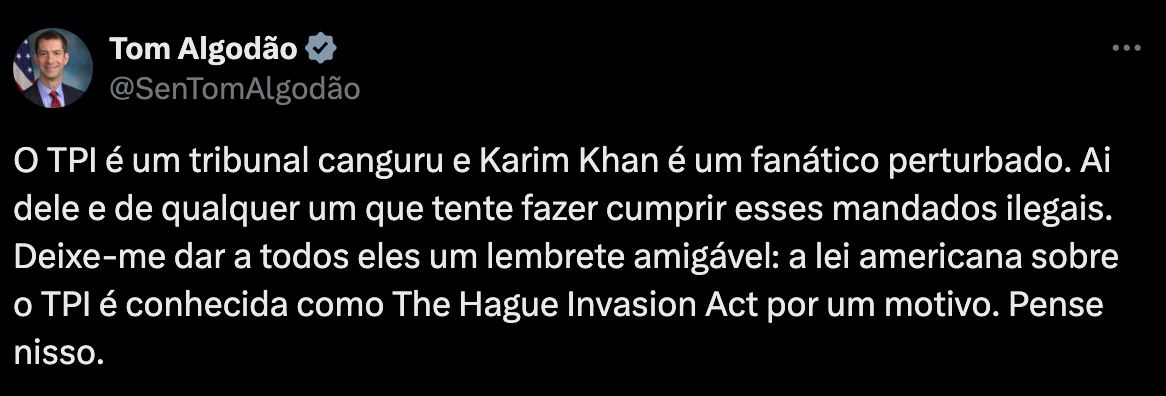 Tom Algodão
@SenTomAlgodão
O TPI é um tribunal canguru e Karim Khan é um fanático perturbado. Ai
dele e de qualquer um que tente fazer cumprir esses mandados ilegais.
Deixe-me dar a todos eles um lembrete amigável: a lei americana sobre
o TPI é conhecida como The Hague Invasion Act por um motivo. Pense
nisso.